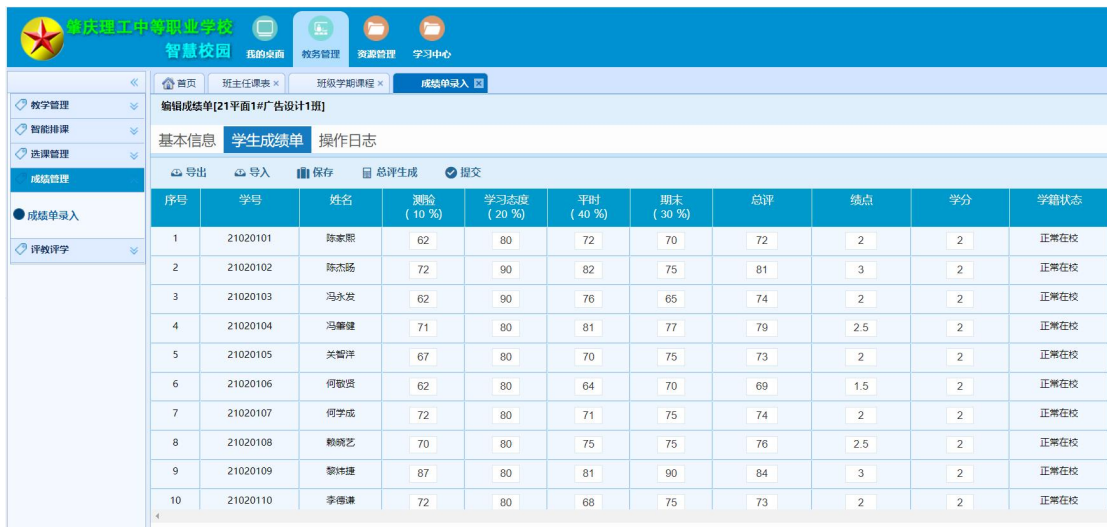 肇庆理工中等职业学校
智慧校园
我的桌面 教务管理 资源管理 学习中心
首页 班主任课表 × 班级学期课程 × 成绩单录入
教学管理
智能排课
选课管理
成绩管理
成绩单录入
评教评学
编辑成绩单[21平面1#广告设计1班]
基本信息 学生成绩单 操作日志
导出 导入 保存 总评生成 提交
序号 学号 姓名 测验 学习态度 平时 期末 总评 绩点 学分 学籍状态
( 10 %) ( 20 %) ( 40 %) ( 30 %)
1 21020101 陈家熙 62 80 72 70 72 2 2 正常在校
2 21020102 陈杰旸 72 90 82 75 81 3 2 正常在校
3 21020103 冯永发 62 90 76 65 74 2 2 正常在校
4 21020104 冯肇健 71 80 81 77 79 2.5 2 正常在校
5 21020105 关智洋 67 80 70 75 73 2 2 正常在校
6 21020106 何敬贤 62 80 64 70 69 1.5 2 正常在校
7 21020107 何学成 72 80 71 75 74 2 2 正常在校
8 21020108 赖晓艺 70 80 75 75 76 2.5 2 正常在校
9 21020109 黎炜捷 87 80 81 90 84 3 2 正常在校
10 21020110 李德谦 72 80 68 75 73 2 2 正常在校